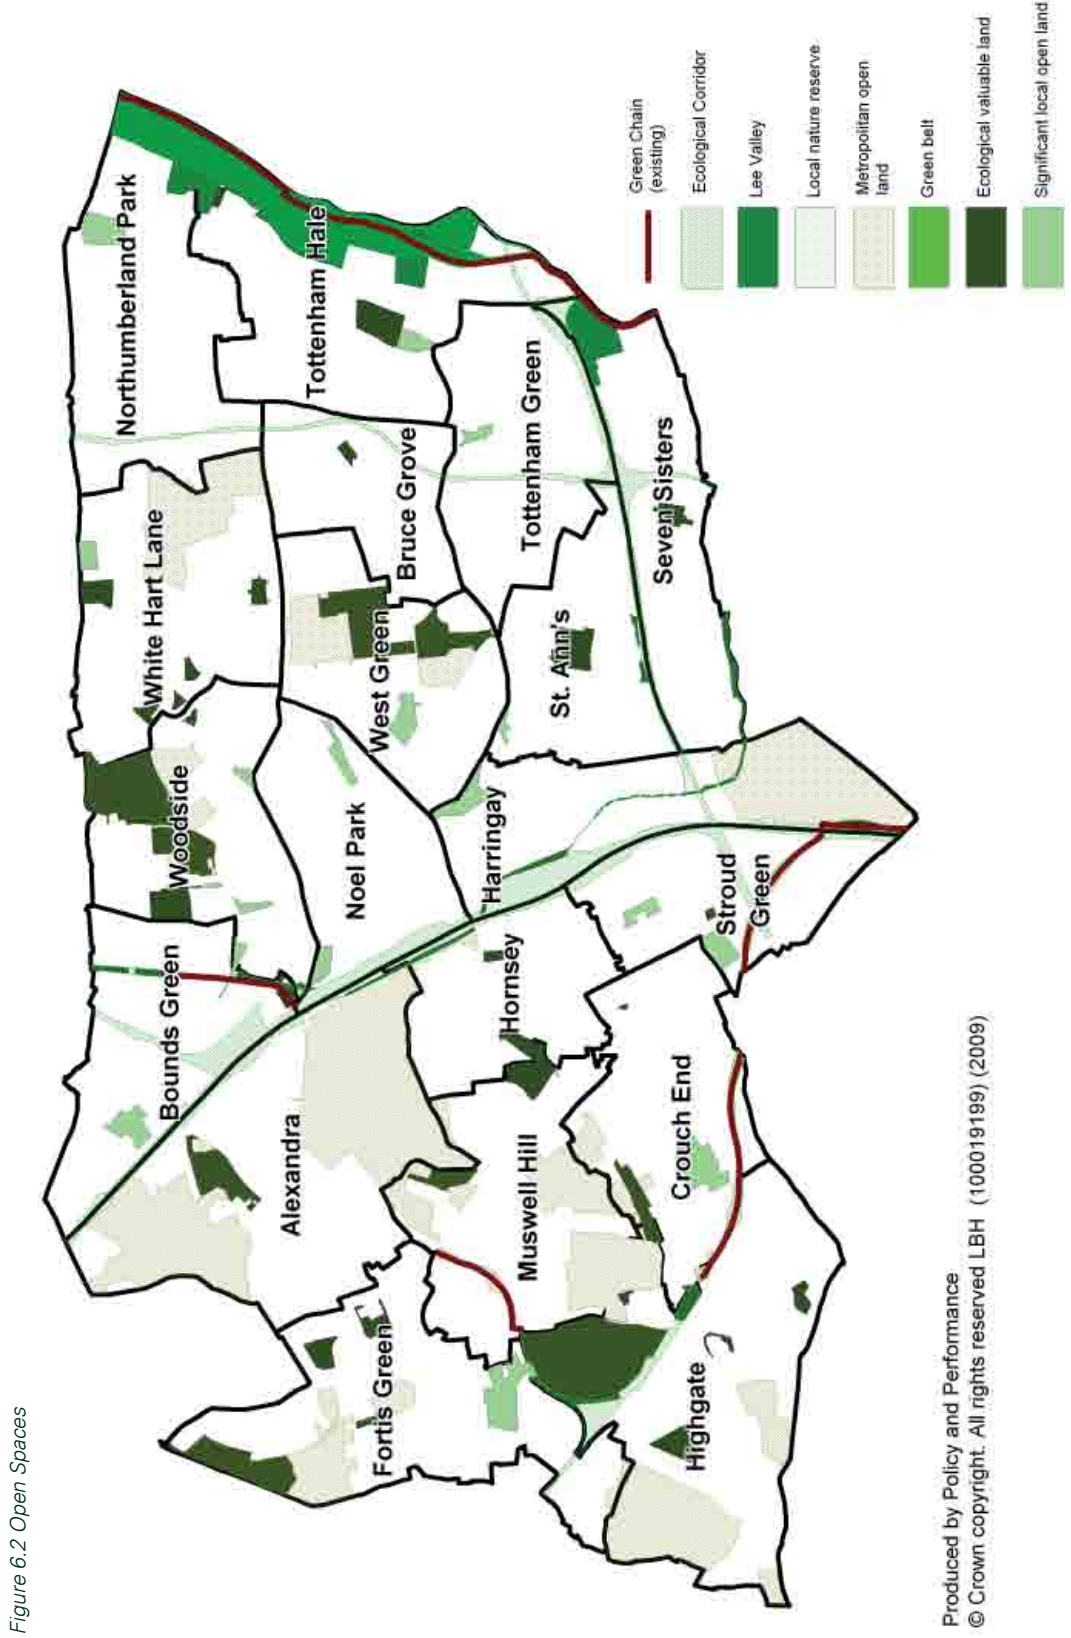 Figure 6.2 Open Spaces
Northumberland Park
Tottenham Hale
White Hart Lane
Bruce Grove
Tottenham Green
Seven Sisters
West Green
St. Ann's
Woodside
Noel Park
Harringay
Stroud
Green
Bounds Green
Hornsey
Alexandra
Muswell Hill
Crouch End
Fortis Green
Highgate
Green Chain
(existing)
Ecological Corridor
Lee Valley
Local nature reserve
Metropolitan open
land
Green belt
Ecological valuable land
Significant local open land
Produced by Policy and Performance
© Crown copyright. All rights reserved LBH (100019199) (2009)